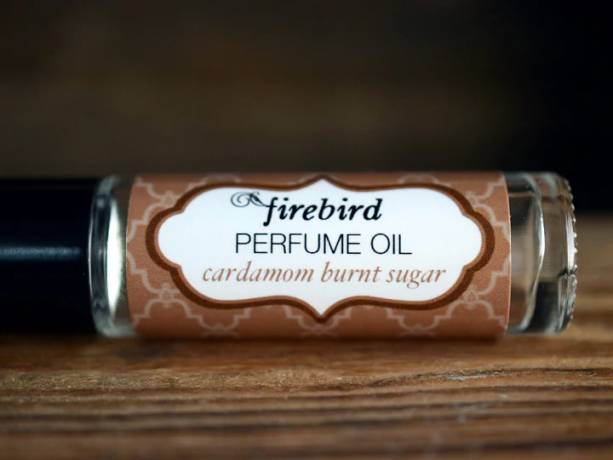 firebird
PERFUME OIL
cardamom burnt sugar